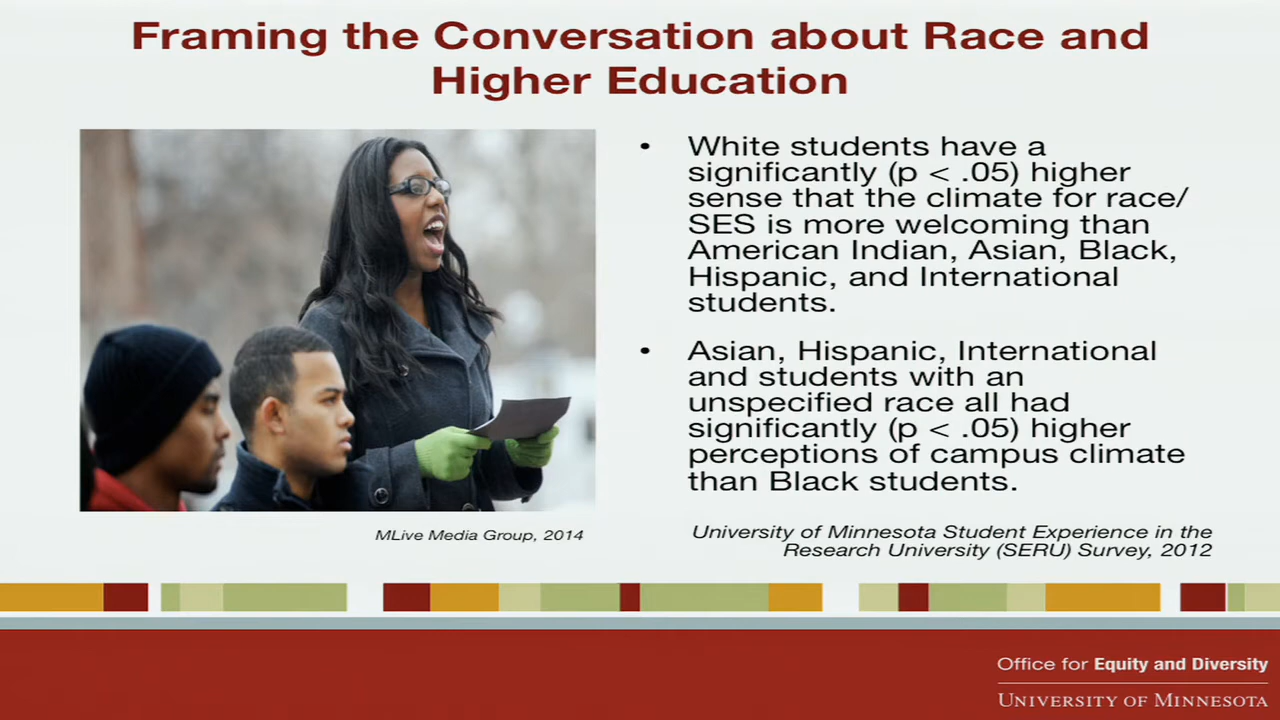 Framing the Conversation about Race and
Higher Education
• White students have a
significantly (p < .05) higher
sense that the climate for race/
SES is more welcoming than
American Indian, Asian, Black,
Hispanic, and International
students.
• Asian, Hispanic, International
and students with an
unspecified race all had
significantly (p < .05) higher
perceptions of campus climate
than Black students.
MLive Media Group, 2014
University of Minnesota Student Experience in the
Research University (SERU) Survey, 2012
Office for Equity and Diversity
UNIVERSITY OF MINNESOTA